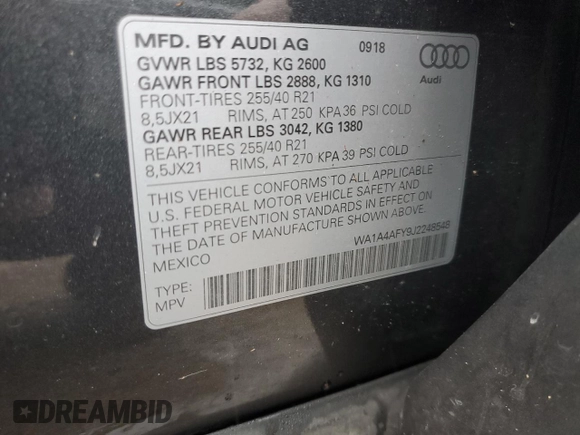 MFD. BY AUDI AG 0918
GVWR LBS 5732, KG 2600
GAWR FRONT LBS 2888, KG 1310
FRONT-TIRES 255/40 R21
8,5JX21 RIMS, AT 250 KPA 36 PSI COLD
GAWR REAR LBS 3042, KG 1380
REAR-TIRES 255/40 R21
8,5JX21 RIMS, AT 270 KPA 39 PSI COLD
Audi
THIS VEHICLE CONFORMS TO ALL APPLICABLE
U.S. FEDERAL MOTOR VEHICLE SAFETY AND
THEFT PREVENTION STANDARDS IN EFFECT ON
THE DATE OF MANUFACTURE SHOWN ABOVE.
MEXICO
WA1A4AFY9J2248548
TYPE:
MPV
DREAMBID